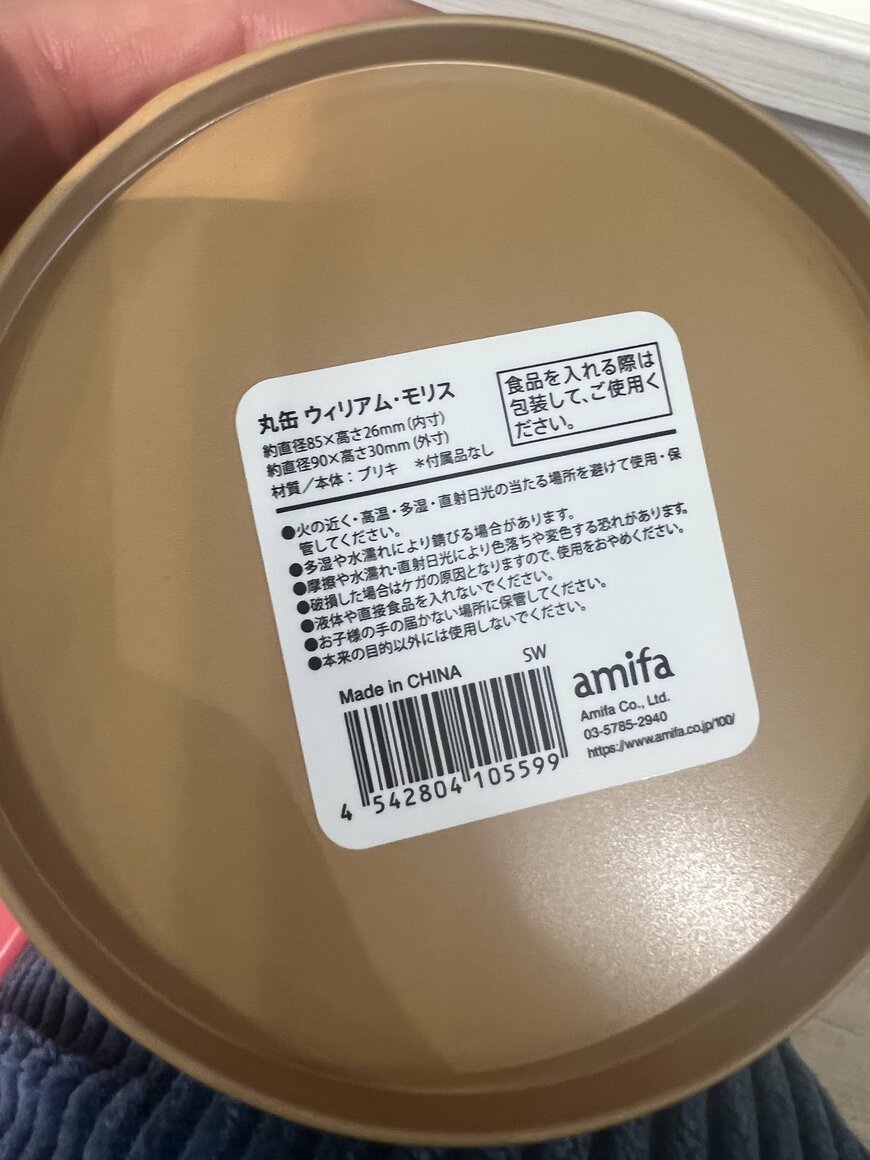 丸缶 ウィリアム・モリス
約直径85×高さ26mm(内寸)
約直径90×高さ30mm(外寸)
材質／本体：ブリキ　＊付属品なし
食品を入れる際は
包装して、ご使用く
ださい。
●火の近く・高温・多湿・直射日光の当たる場所を避けて使用・保
管してください。
●多湿や水濡れにより錆びる場合があります。
●摩擦や水濡れ・直射日光により色落ちや変色する恐れがあります。
●破損した場合はケガの原因となりますので、使用をおやめください。
●液体や直接食品を入れないでください。
●お子様の手の届かない場所に保管してください。
●本来の目的以外には使用しないでください。
Made in CHINA
SW
4 542804 105599
amifa
Amifa Co., Ltd.
03-5785-2940
https://www.amifa.co.jp/100/